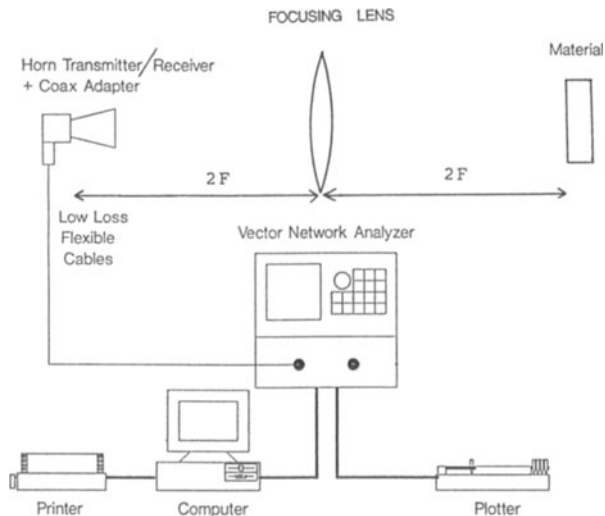 FOCUSING LENS
Horn Transmitter/Receiver
+ Coax Adapter
Material
2F
2F
Low Loss
Flexible
Cables
Vector Network Analyzer
Printer
Computer
Plotter